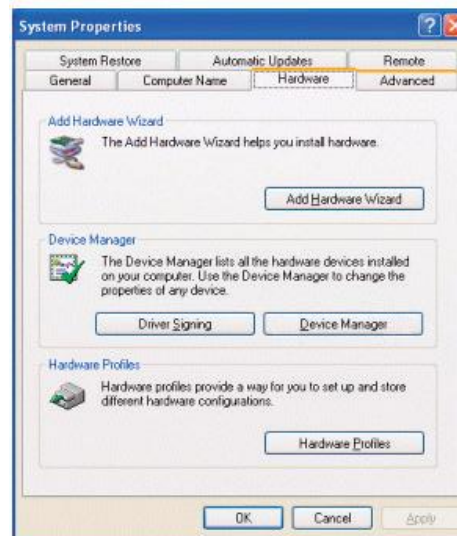 System Properties
System Restore Automatic Updates Remote
General Computer Name Hardware Advanced
Add Hardware Wizard
The Add Hardware Wizard helps you install hardware.
Add Hardware Wizard
Device Manager
The Device Manager lists all the hardware devices installed
on your computer. Use the Device Manager to change the
properties of any device.
Driver Signing Device Manager
Hardware Profiles
Hardware profiles provide a way for you to set up and store
different hardware configurations.
Hardware Profiles
OK Cancel Apply